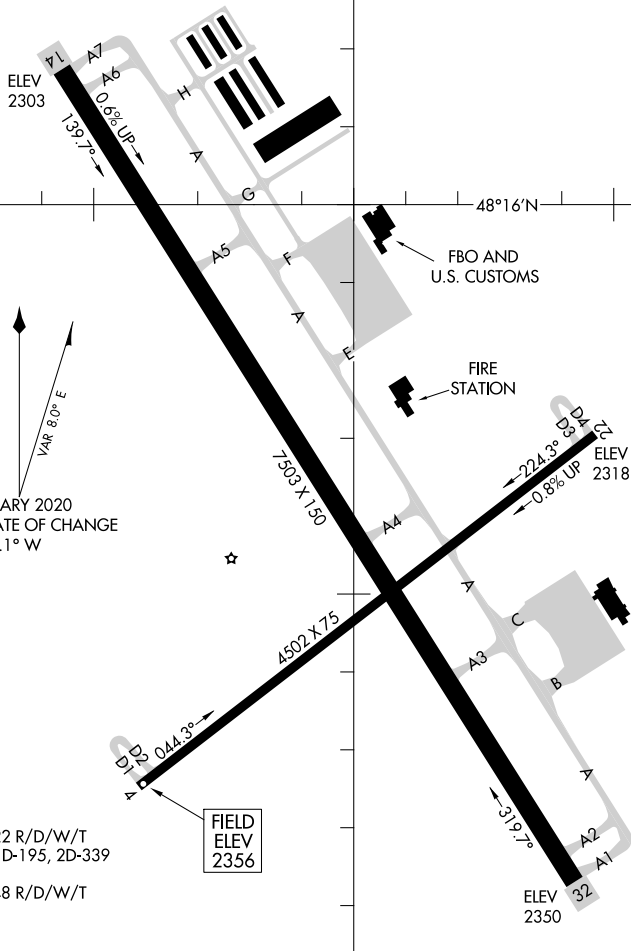 14
A7
ELEV
2303
A6
H
0.6% UP
139.7°
A
G
48°16'N
A5
F
FBO AND
U.S. CUSTOMS
A
E
FIRE
STATION
VAR 8.0° E
D4
D3
22
224.3°
ELEV
2318
0.8% UP
7503 X 150
ARY 2020
ATE OF CHANGE
.1° W
A4
A
C
4502 X 75
A3
B
044.3°
D2
D1
4
A
FIELD
ELEV
2356
319.7°
22 R/D/W/T
D-195, 2D-339
8 R/D/W/T
A2
A1
ELEV
2350
32